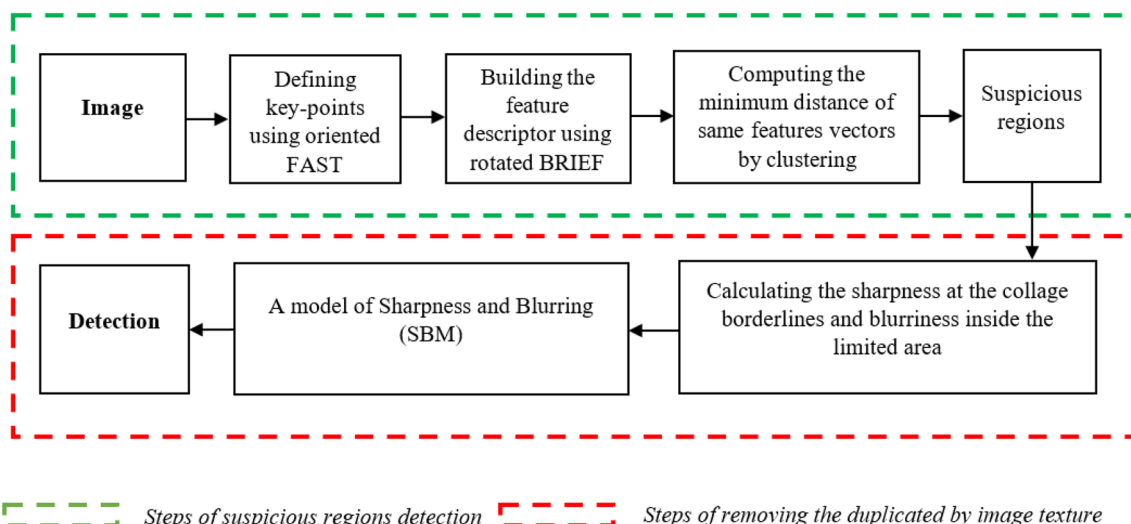 Image
Defining
key-points
using oriented
FAST
Building the
feature
descriptor using
rotated BRIEF
Computing the
minimum distance of
same features vectors
by clustering
Suspicious
regions
Calculating the sharpness at the collage
borderlines and blurriness inside the
limited area
A model of Sharpness and Blurring
(SBM)
Detection
Steps of suspicious regions detection
Steps of removing the duplicated by image texture